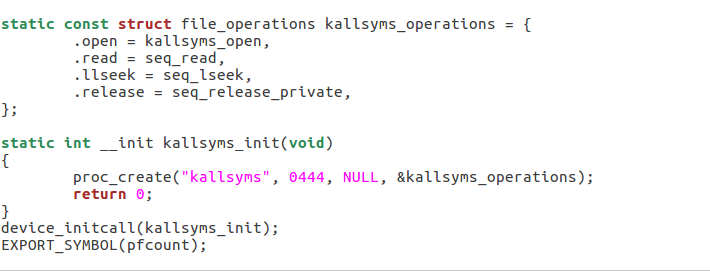 static const struct file_operations kallsyms_operations = {
        .open = kallsyms_open,
        .read = seq_read,
        .llseek = seq_lseek,
        .release = seq_release_private,
};

static int __init kallsyms_init(void)
{
        proc_create("kallsyms", 0444, NULL, &kallsyms_operations);
        return 0;
}
device_initcall(kallsyms_init);
EXPORT_SYMBOL(pfcount);